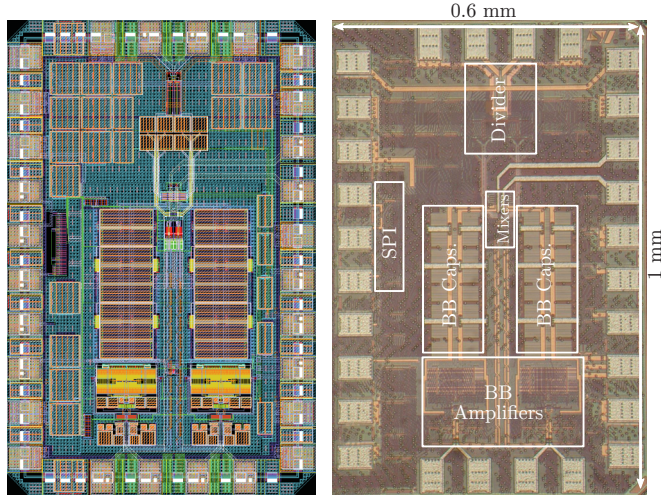 0.6 mm
Divider
Mixers
SPI
BB Caps.
BB Caps.
1 mm
BB
Amplifiers